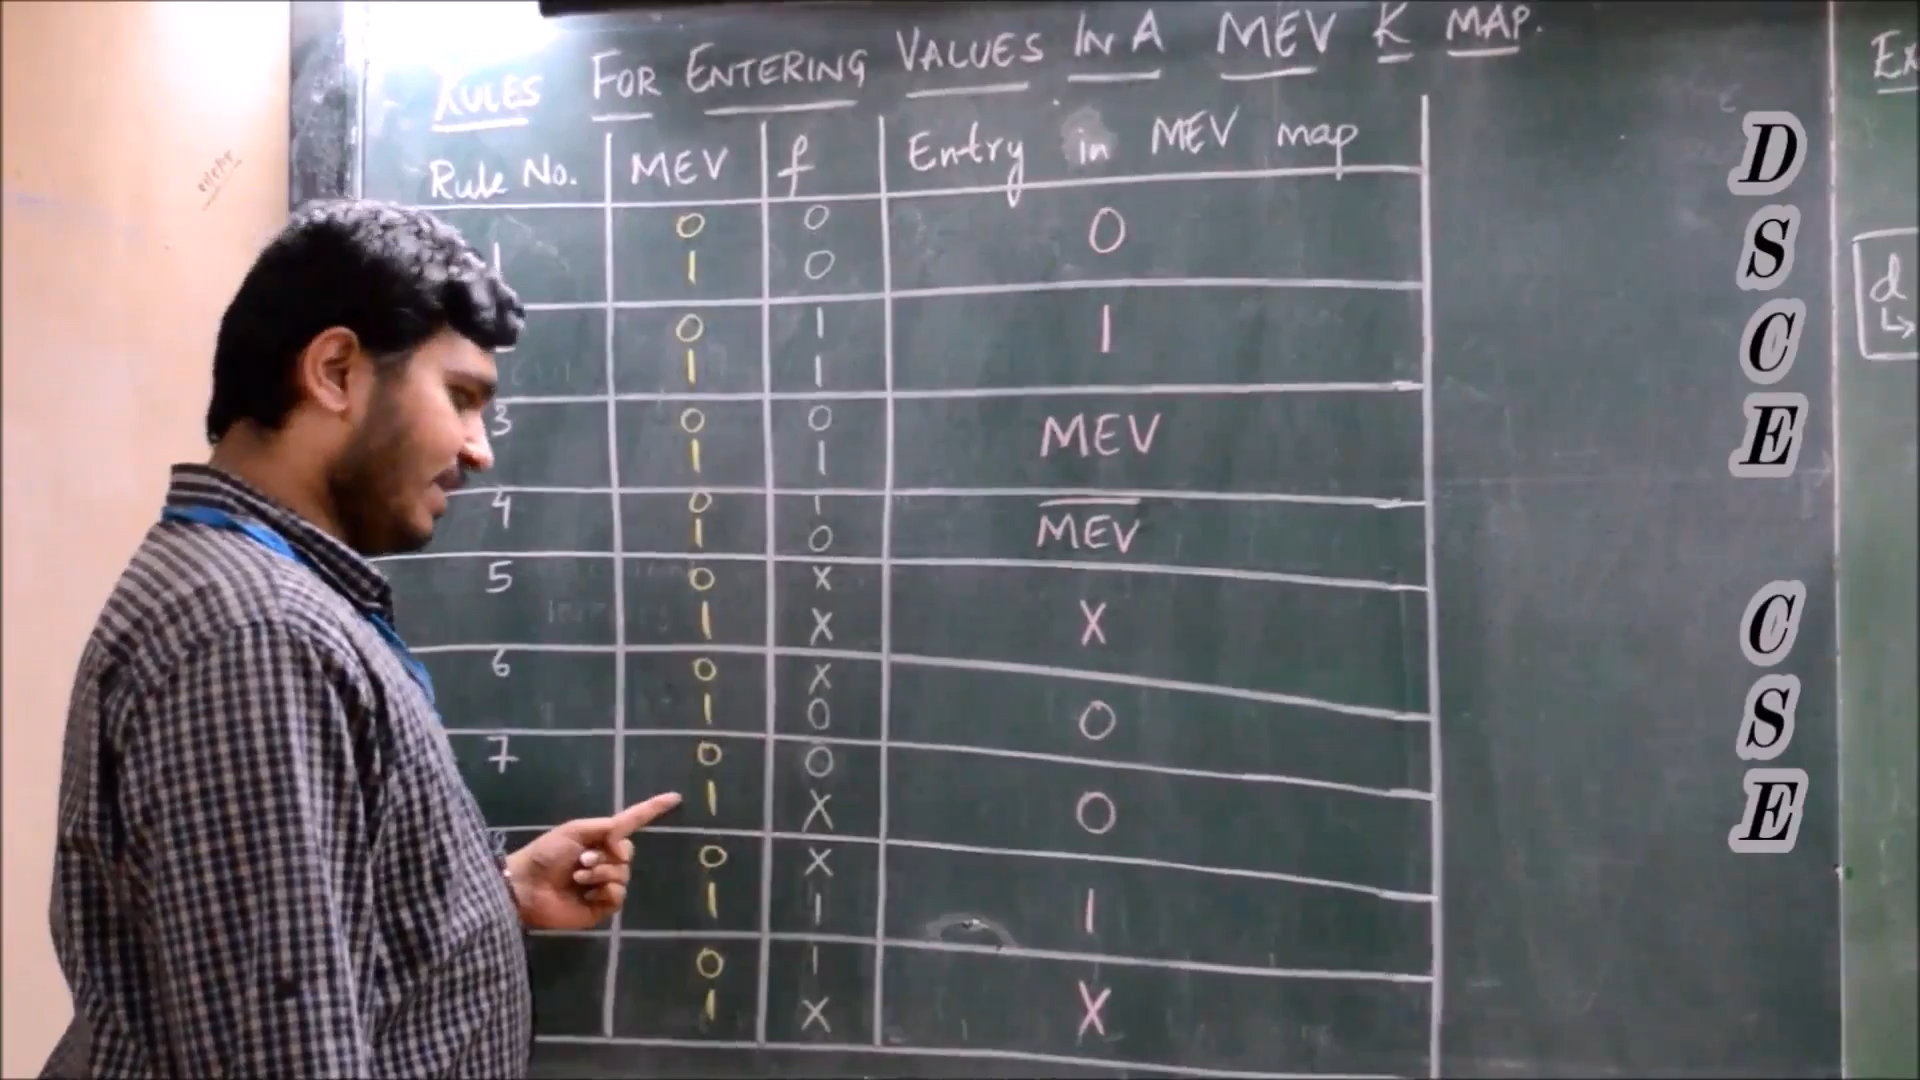 RULES FOR ENTERING VALUES IN A MEV K MAP.
Rule No. MEV f Entry in MEV map
0 0 0
1 0
0 1 1
1 1
3 0 0 MEV
1 1
4 0 1 M̅E̅V̅
1 0
5 0 X X
1 X
6 0 X 0
1 0
7 0 0 0
1 X
0 X 1
1 1
0 1 X
1 X
Ex
d
↳
D
S
C
E
C
S
E